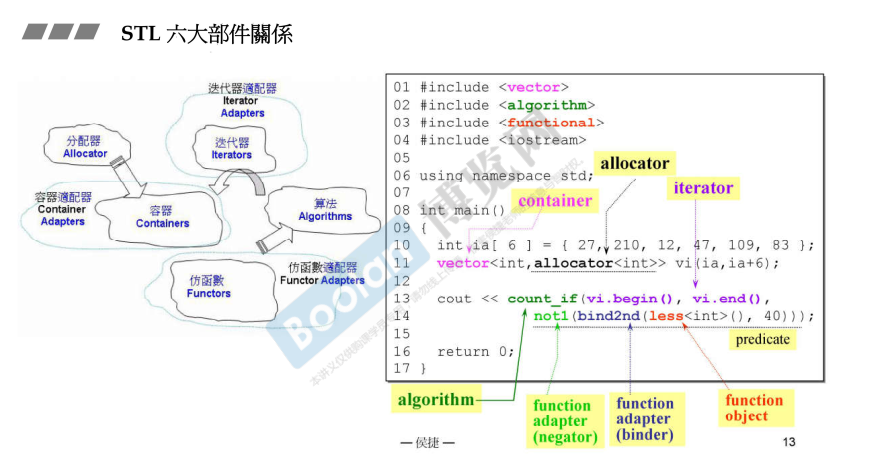 STL 六大部件關係
迭代器適配器
Iterator
Adapters
分配器
Allocator
迭代器
Iterators
容器適配器
Container
Adapters
容器
Containers
算法
Algorithms
仿函數
Functors
仿函數適配器
Functor Adapters
01 #include <vector>
02 #include <algorithm>
03 #include <functional>
04 #include <iostream>
05
06 using namespace std;
07
08 int main()
09 {
10 int ia[ 6 ] = { 27, 210, 12, 47, 109, 83 };
11 vector<int,allocator<int>> vi(ia,ia+6);
12
13 cout << count_if(vi.begin(), vi.end(),
14 not1(bind2nd(less<int>(), 40)));
15
16 return 0;
17 }
allocator
iterator
container
predicate
algorithm
function
adapter
(negator)
function
adapter
(binder)
function
object
Boolan 博览网
— 侯捷 —
13